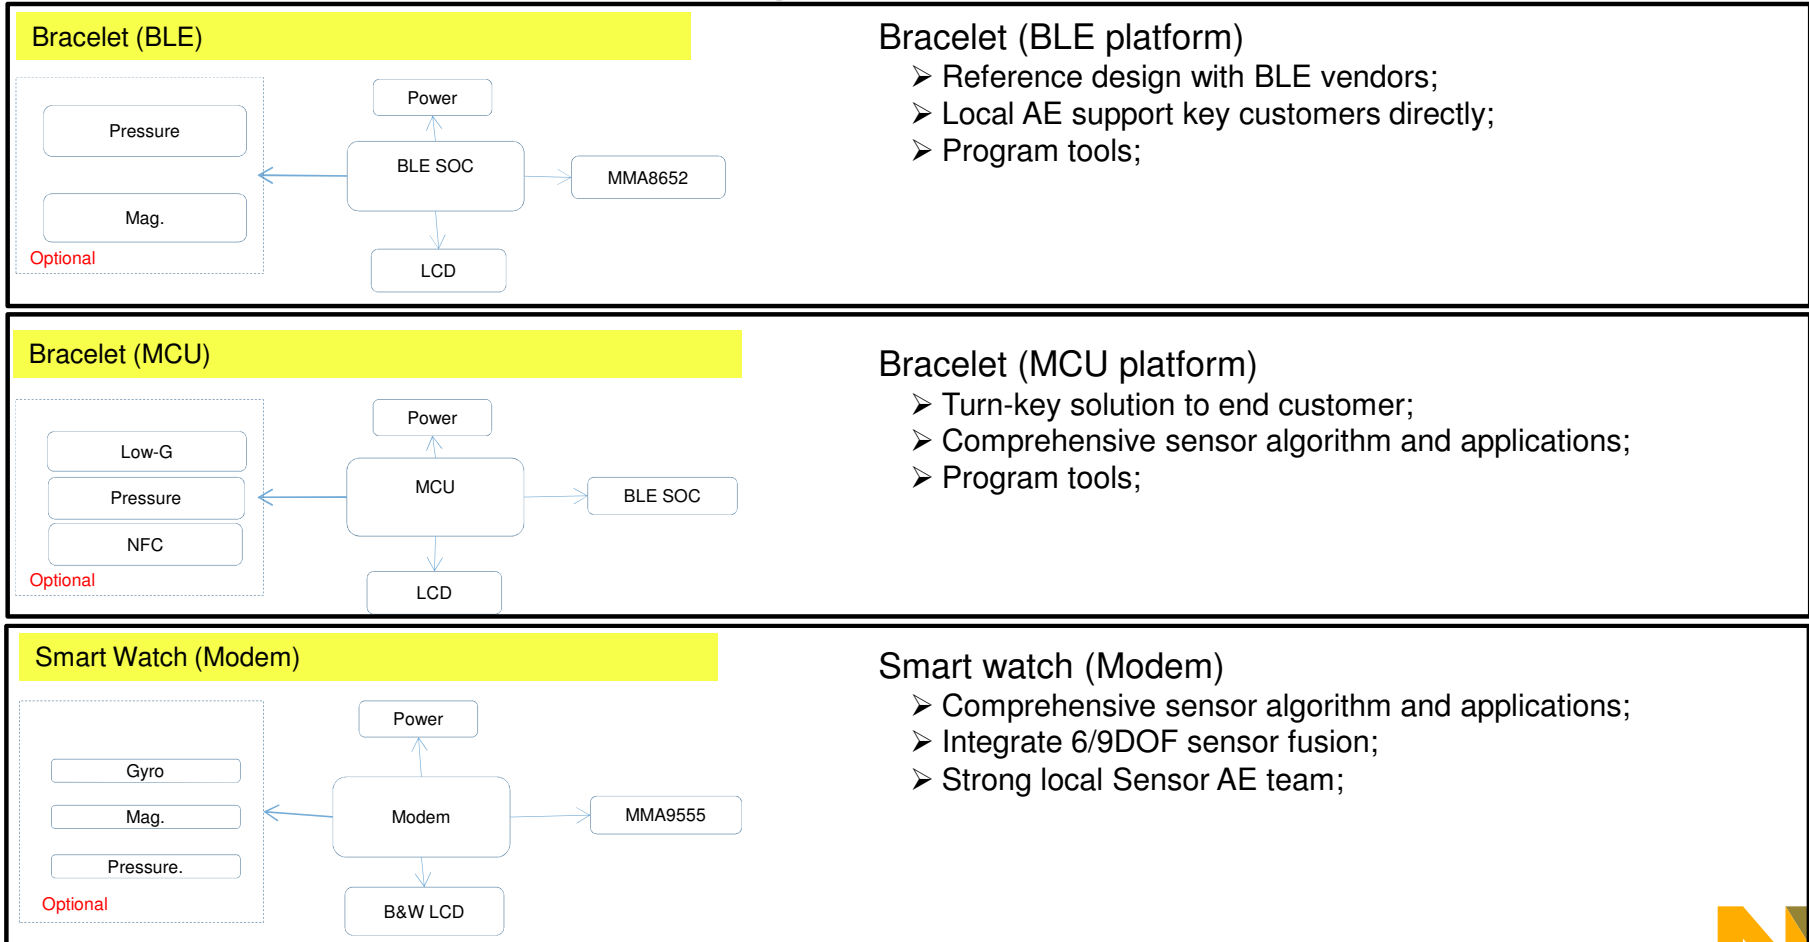 Bracelet (BLE)
Power
Pressure
BLE SOC
MMA8652
Mag.
Optional
LCD
Bracelet (BLE platform)
➢ Reference design with BLE vendors;
➢ Local AE support key customers directly;
➢ Program tools;
Bracelet (MCU)
Power
Low-G
MCU
Pressure
BLE SOC
NFC
Optional
LCD
Bracelet (MCU platform)
➢ Turn-key solution to end customer;
➢ Comprehensive sensor algorithm and applications;
➢ Program tools;
Smart Watch (Modem)
Power
Gyro
Mag.
Modem
MMA9555
Pressure.
Optional
B&W LCD
Smart watch (Modem)
➢ Comprehensive sensor algorithm and applications;
➢ Integrate 6/9DOF sensor fusion;
➢ Strong local Sensor AE team;